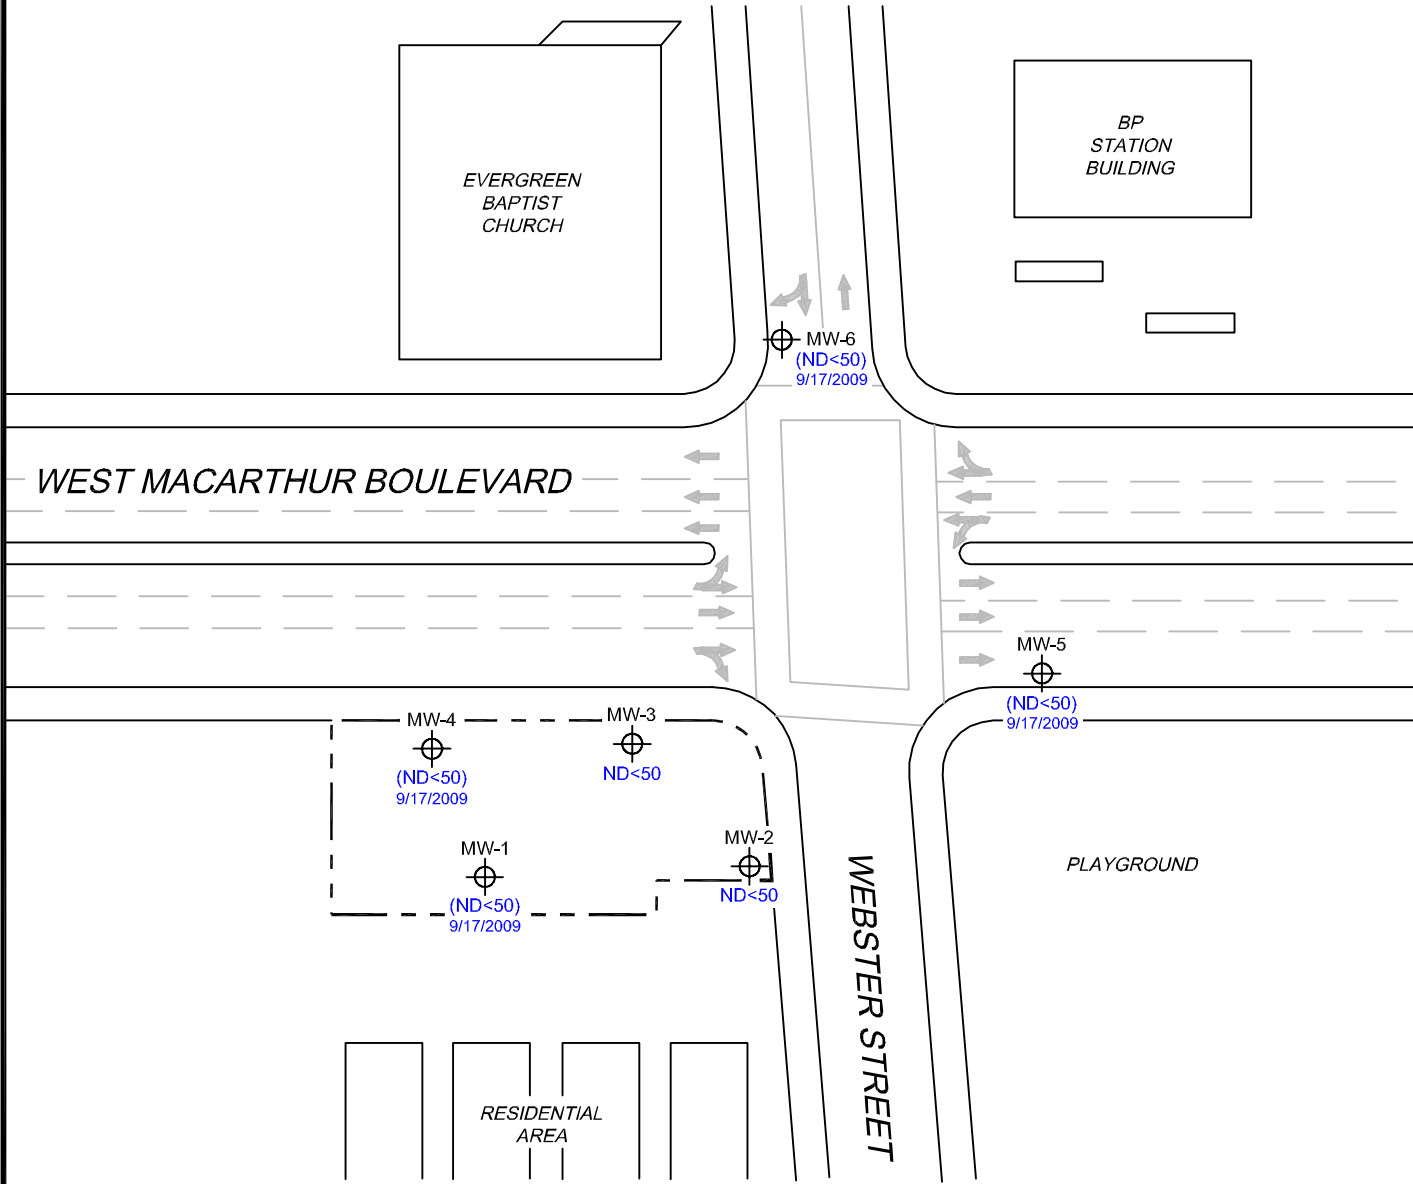 EVERGREEN
BAPTIST
CHURCH
BP
STATION
BUILDING
MW-6
(ND<50)
9/17/2009
WEST MACARTHUR BOULEVARD
MW-5
(ND<50)
9/17/2009
MW-4
(ND<50)
9/17/2009
MW-3
ND<50
MW-1
(ND<50)
9/17/2009
MW-2
ND<50
WEBSTER STREET
PLAYGROUND
RESIDENTIAL
AREA